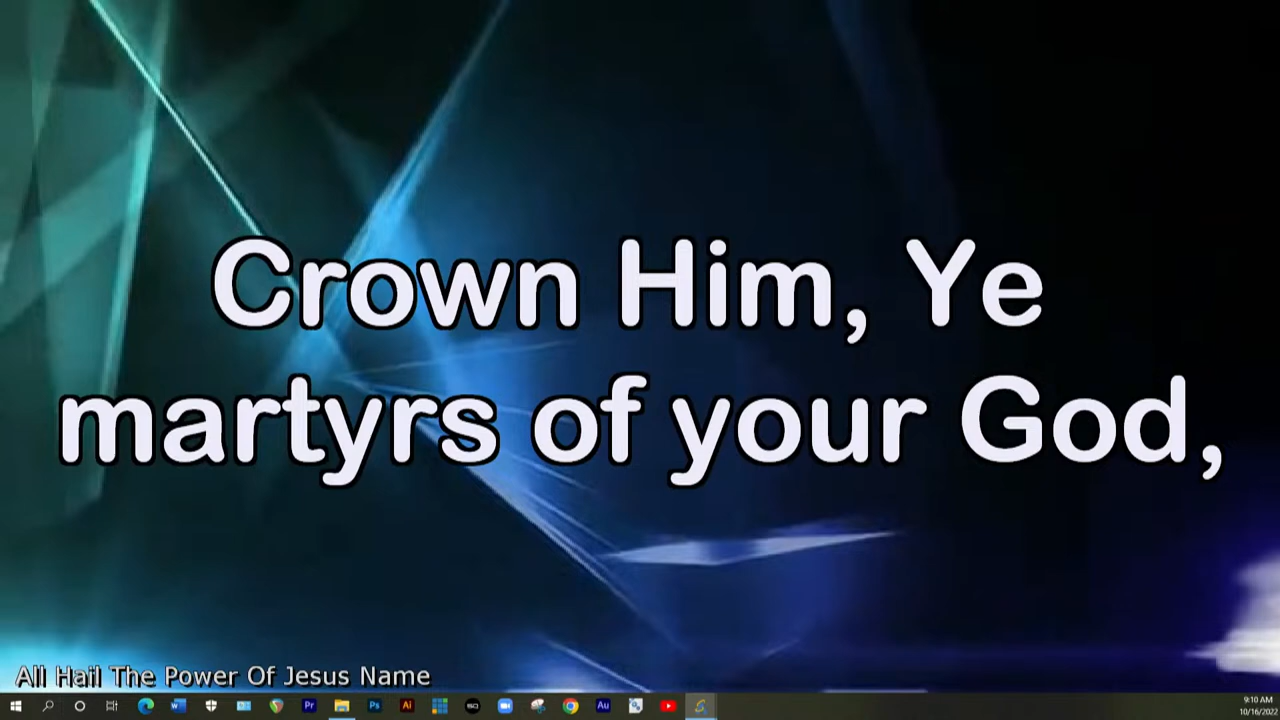 Crown Him, Ye
martyrs of your God,
All Hail The Power Of Jesus Name
9:10 AM
10/16/2022